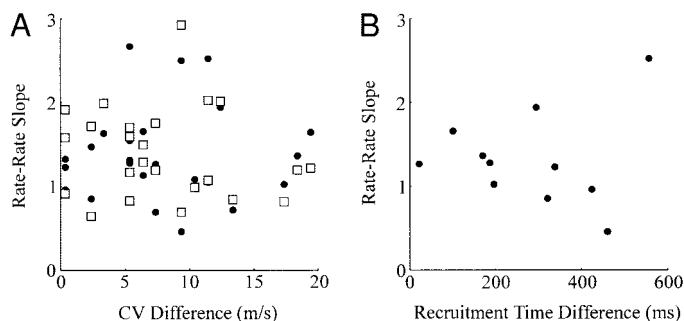 A
B
3
2
1
0
Rate-Rate Slope
0 5 10 15 20
CV Difference (m/s)
3
2
1
0
Rate-Rate Slope
0 200 400 600
Recruitment Time Difference (ms)